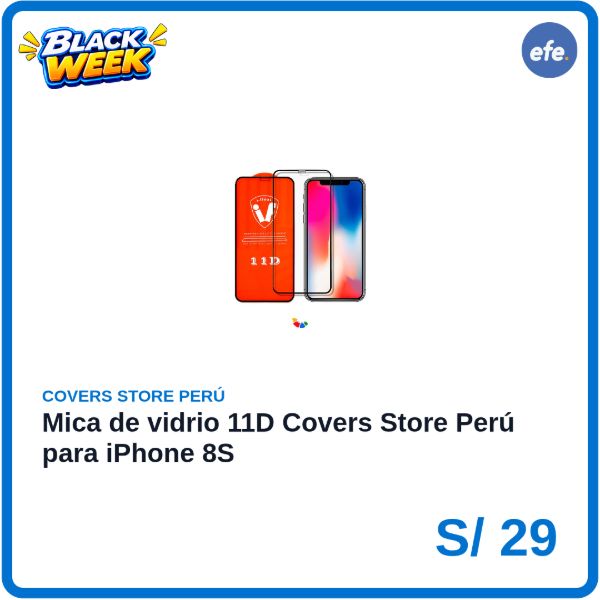 BLACK
WEEK
efe.
11D
COVERS STORE PERÚ
Mica de vidrio 11D Covers Store Perú
para iPhone 8S
S/ 29